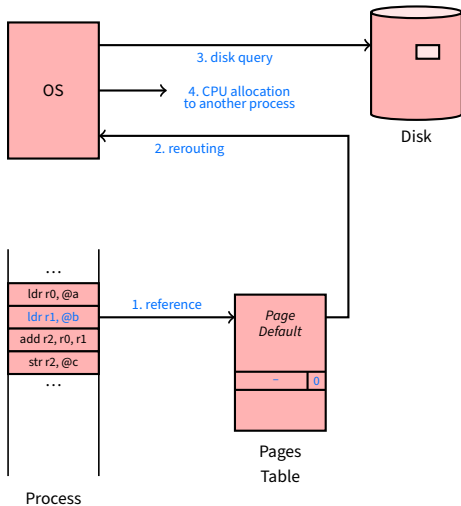 OS
3. disk query
4. CPU allocation
to another process
Disk
2. rerouting
...
ldr r0, @a
ldr r1, @b
add r2, r0, r1
str r2, @c
...
Process
1. reference
Page
Default
– 0
Pages
Table